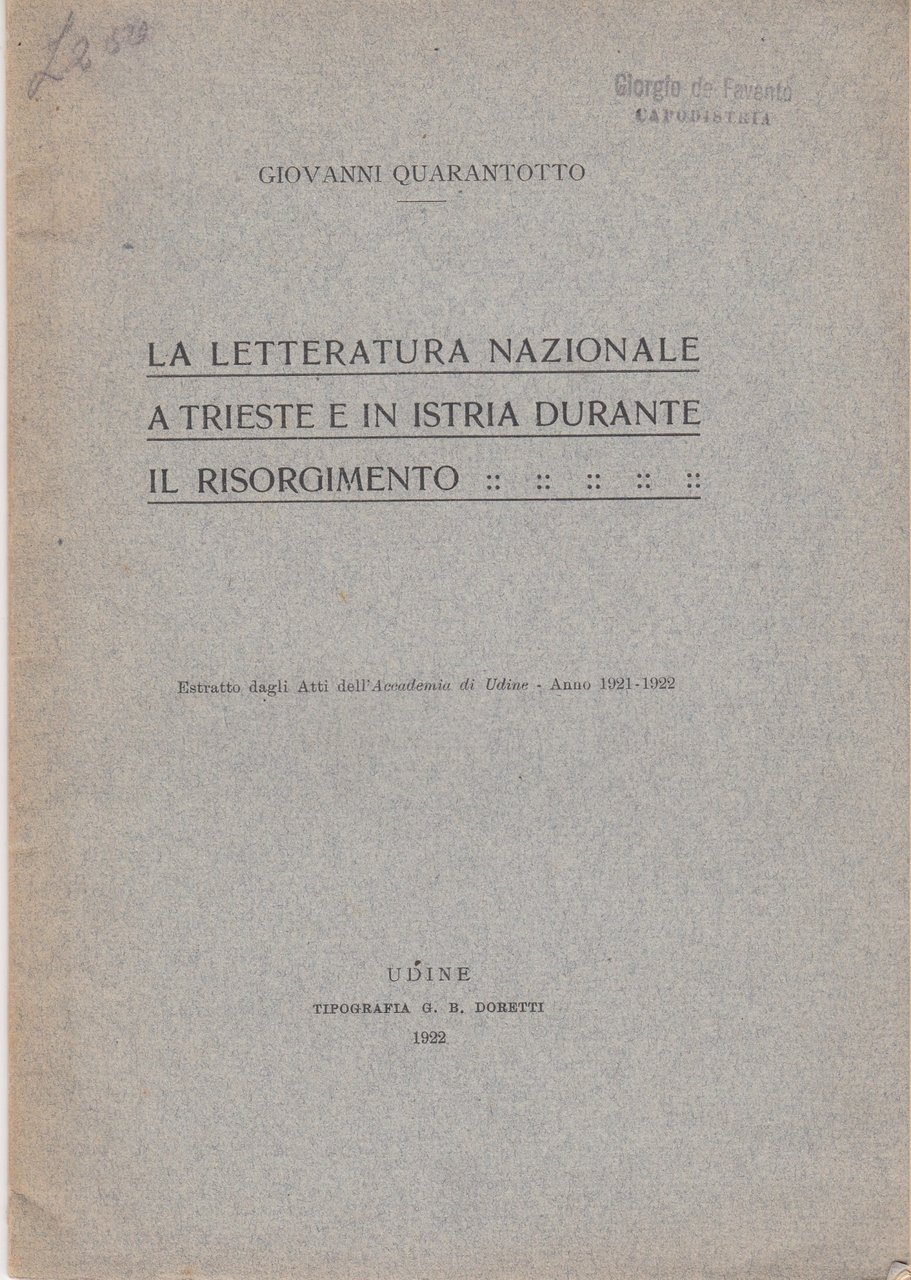 Giorgio de Favento
CAPODISTRIA
GIOVANNI QUARANTOTTO
LA LETTERATURA NAZIONALE
A TRIESTE E IN ISTRIA DURANTE
IL RISORGIMENTO :: :: :: :: ::
Estratto dagli Atti dell'Accademia di Udine - Anno 1921-1922
UDINE
TIPOGRAFIA G. B. DORETTI
1922